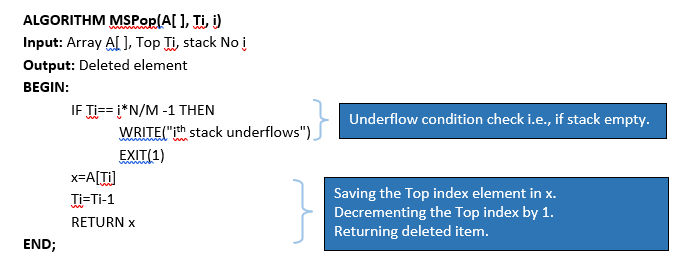 ALGORITHM MSPop(A[ ], Ti, i)
Input: Array A[ ], Top Ti, stack No i
Output: Deleted element
BEGIN:
IF Ti== i*N/M -1 THEN
WRITE("ith stack underflows")
EXIT(1)
Underflow condition check i.e., if stack empty.
x=A[Ti]
Ti=Ti-1
RETURN x
Saving the Top index element in x.
Decrementing the Top index by 1.
Returning deleted item.
END;